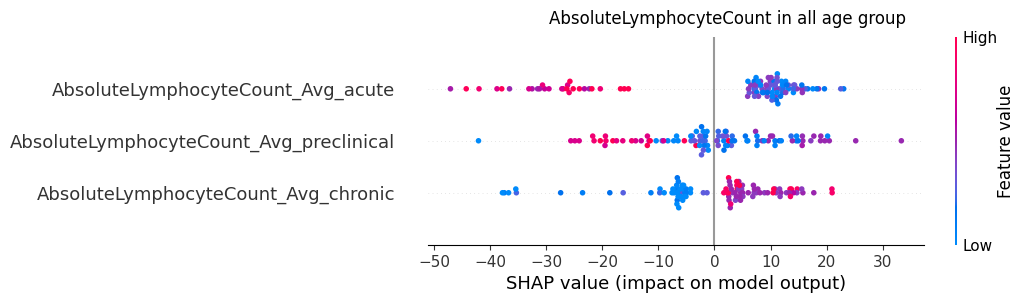 AbsoluteLymphocyteCount in all age group
High
AbsoluteLymphocyteCount_Avg_acute
AbsoluteLymphocyteCount_Avg_preclinical
AbsoluteLymphocyteCount_Avg_chronic
Feature value
Low
−50 −40 −30 −20 −10 0 10 20 30
SHAP value (impact on model output)